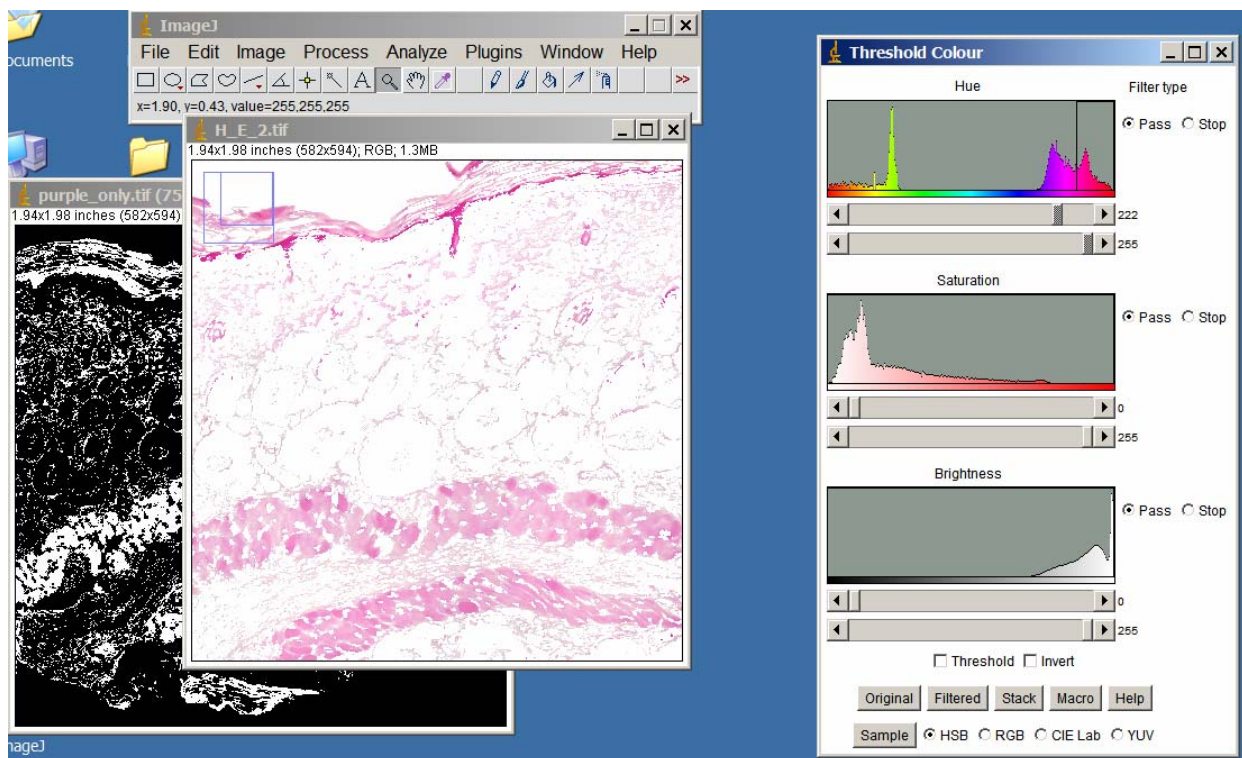 ocuments
ImageJ
File Edit Image Process Analyze Plugins Window Help
x=1.90, y=0.43, value=255,255,255
H_E_2.tif
1.94x1.98 inches (582x594); RGB; 1.3MB
purple_only.tif (75
1.94x1.98 inches (582x594)
mageJ
Threshold Colour
Hue
Filter type
Pass Stop
222
255
Saturation
Pass Stop
0
255
Brightness
Pass Stop
0
255
Threshold Invert
Original Filtered Stack Macro Help
Sample HSB RGB CIE Lab YUV